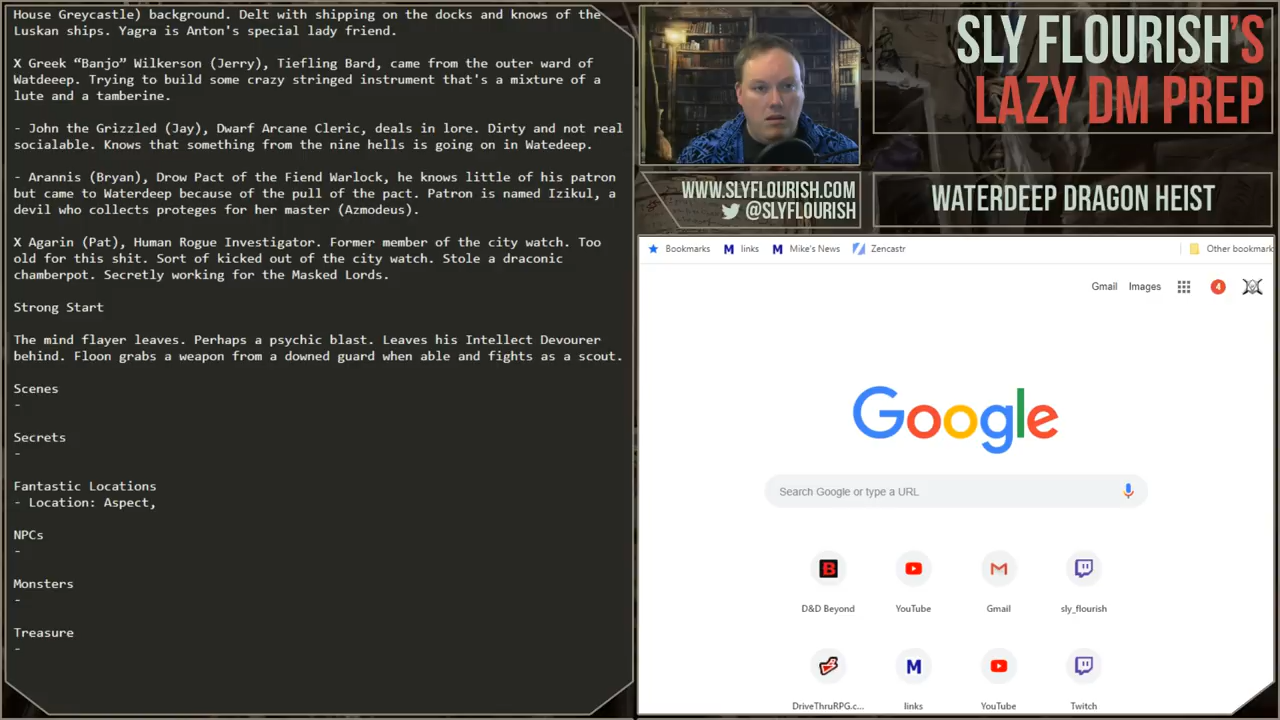 House Greycastle) background. Delt with shipping on the docks and knows of the
Luskan ships. Yagra is Anton's special lady friend.
X Greek “Banjo” Wilkerson (Jerry), Tiefling Bard, came from the outer ward of
Watdeeep. Trying to build some crazy stringed instrument that's a mixture of a
lute and a tamberine.
- John the Grizzled (Jay), Dwarf Arcane Cleric, deals in lore. Dirty and not real
socialable. Knows that something from the nine hells is going on in Watedeep.
- Arannis (Bryan), Drow Pact of the Fiend Warlock, he knows little of his patron
but came to Waterdeep because of the pull of the pact. Patron is named Izikul, a
devil who collects proteges for her master (Azmodeus).
X Agarin (Pat), Human Rogue Investigator. Former member of the city watch. Too
old for this shit. Sort of kicked out of the city watch. Stole a draconic
chamberpot. Secretly working for the Masked Lords.
Strong Start
The mind flayer leaves. Perhaps a psychic blast. Leaves his Intellect Devourer
behind. Floon grabs a weapon from a downed guard when able and fights as a scout.
Scenes
-
Secrets
-
Fantastic Locations
- Location: Aspect,
NPCs
-
Monsters
-
Treasure
-
SLY FLOURISH'S
LAZY DM PREP
WWW.SLYFLOURISH.COM
@SLYFLOURISH
WATERDEEP DRAGON HEIST
Bookmarks links Mike's News Zencastr Other bookmark
Gmail Images 4
Google
Search Google or type a URL
D&D Beyond YouTube Gmail sly_flourish
DriveThruRPG.c... links YouTube Twitch